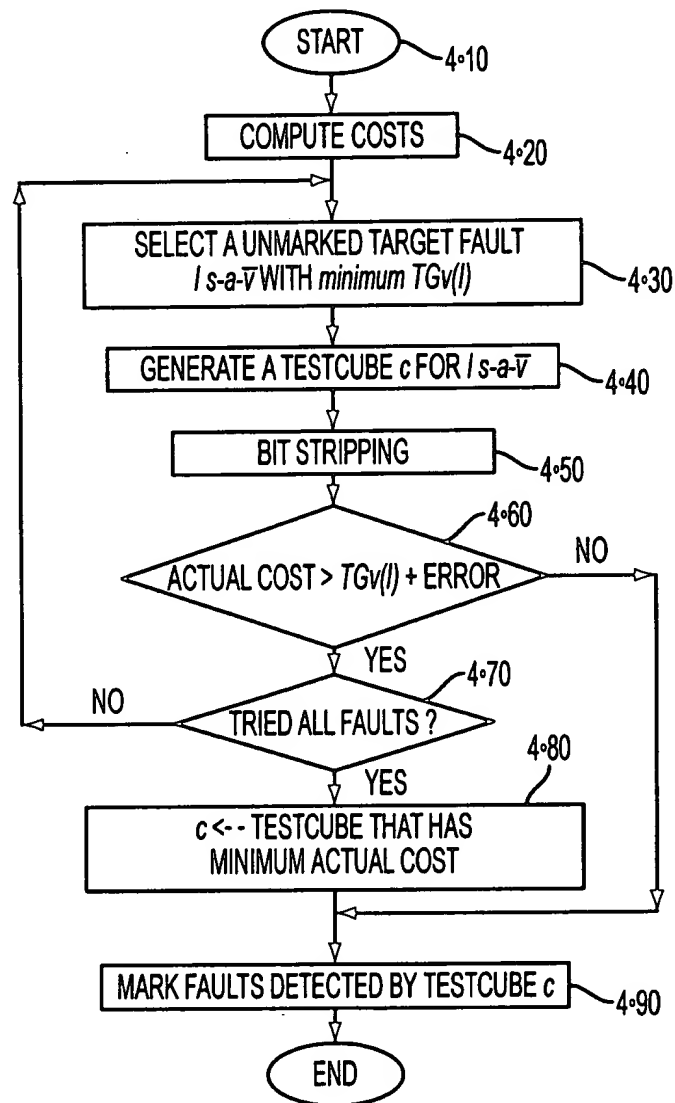 START
4•10
COMPUTE COSTS
4•20
SELECT A UNMARKED TARGET FAULT
l s-a-v̅ WITH minimum TGv(l)
4•30
GENERATE A TESTCUBE c FOR l s-a-v̅
4•40
BIT STRIPPING
4•50
4•60
ACTUAL COST > TGv(l) + ERROR
NO
YES
4•70
NO
TRIED ALL FAULTS ?
YES
4•80
c <-- TESTCUBE THAT HAS
MINIMUM ACTUAL COST
MARK FAULTS DETECTED BY TESTCUBE c
4•90
END